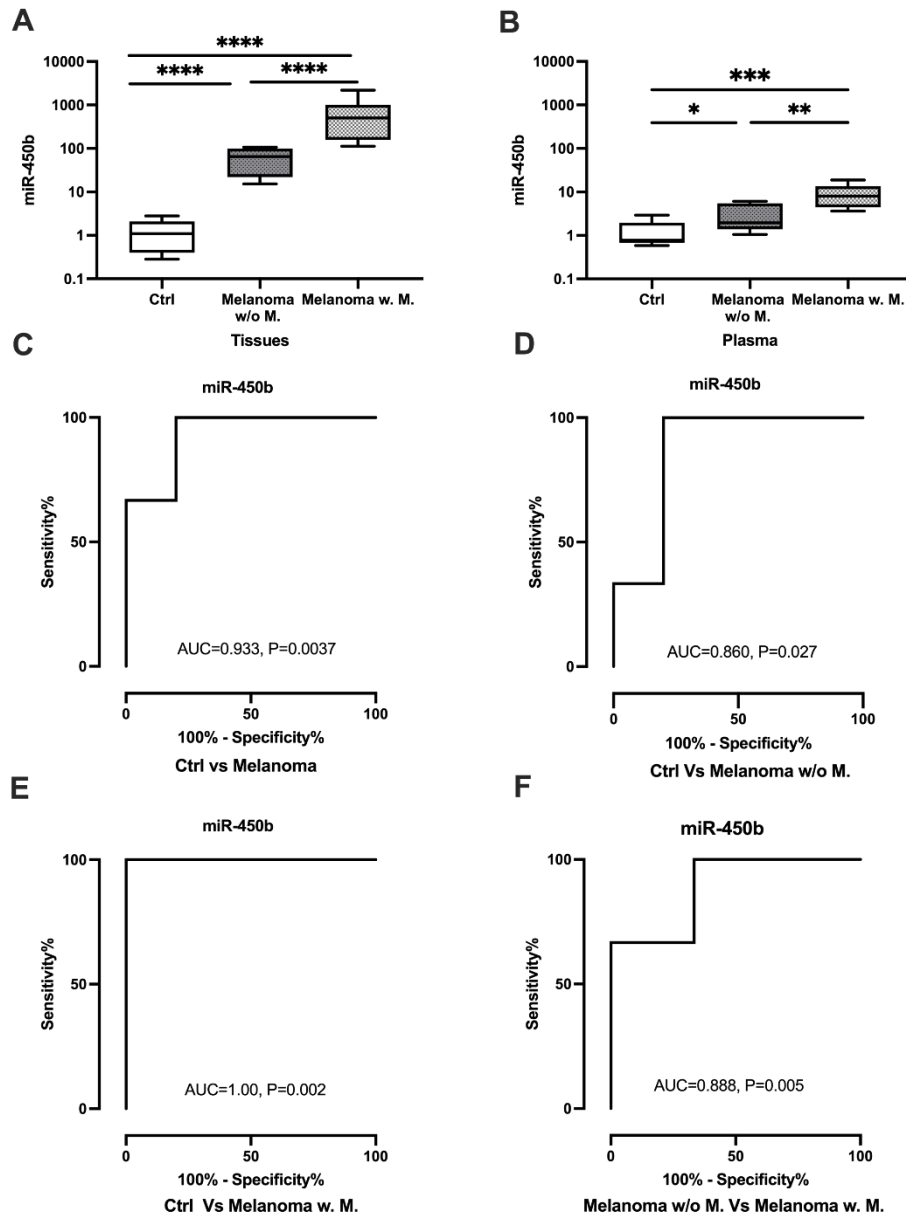 A
****
****
****
10000
1000
100
10
1
0.1
miR-450b
Ctrl
Melanoma
w/o M.
Melanoma w. M.
Tissues
B
***
*
**
10000
1000
100
10
1
0.1
miR-450b
Ctrl
Melanoma
w/o M.
Melanoma w. M.
Plasma
C
miR-450b
100
50
0
Sensitivity%
AUC=0.933, P=0.0037
0
50
100
100% - Specificity%
Ctrl vs Melanoma
D
miR-450b
100
50
0
Sensitivity%
AUC=0.860, P=0.027
0
50
100
100% - Specificity%
Ctrl Vs Melanoma w/o M.
E
miR-450b
100
50
0
Sensitivity%
AUC=1.00, P=0.002
0
50
100
100% - Specificity%
Ctrl Vs Melanoma w. M.
F
miR-450b
100
50
0
Sensitivity%
AUC=0.888, P=0.005
0
50
100
100% - Specificity%
Melanoma w/o M. Vs Melanoma w. M.